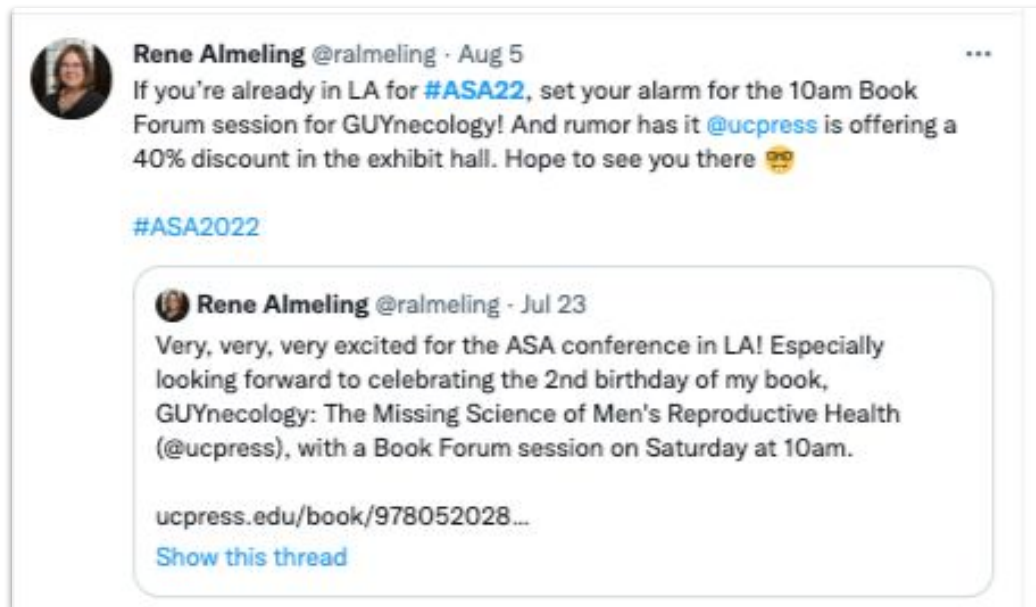 Rene Almeling @ralmeling · Aug 5
If you're already in LA for #ASA22, set your alarm for the 10am Book
Forum session for GUYnecology! And rumor has it @ucpress is offering a
40% discount in the exhibit hall. Hope to see you there 🤓
#ASA2022
Rene Almeling @ralmeling · Jul 23
Very, very, very excited for the ASA conference in LA! Especially
looking forward to celebrating the 2nd birthday of my book,
GUYnecology: The Missing Science of Men's Reproductive Health
(@ucpress), with a Book Forum session on Saturday at 10am.
ucpress.edu/book/978052028...
Show this thread